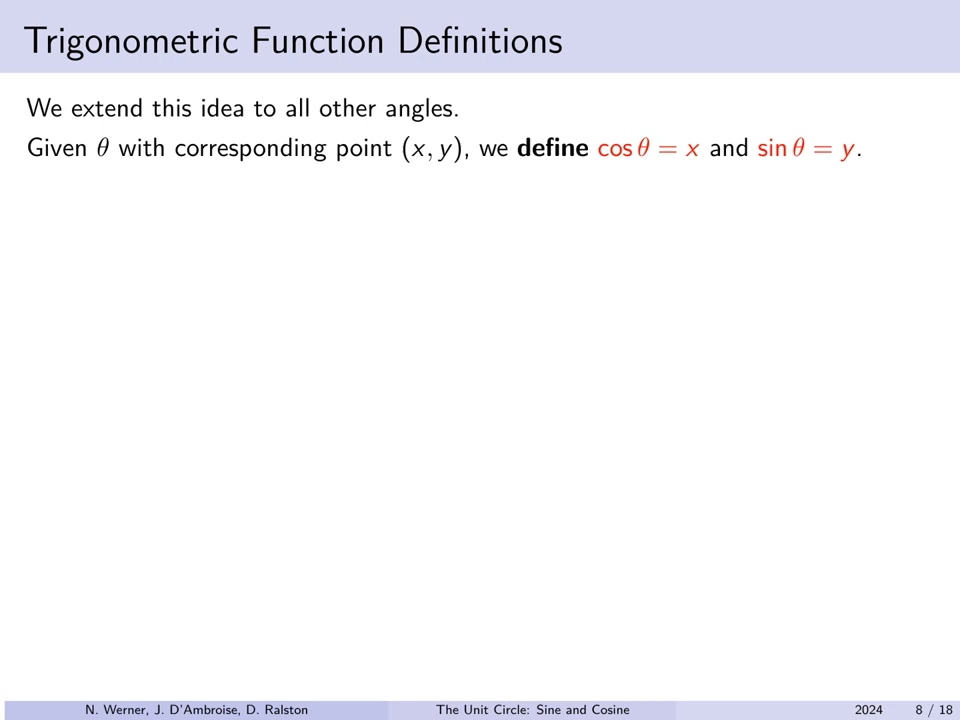 Trigonometric Function Definitions
We extend this idea to all other angles.
Given θ with corresponding point (x, y), we define cos θ = x and sin θ = y.
N. Werner, J. D'Ambroise, D. Ralston The Unit Circle: Sine and Cosine 2024 8 / 18